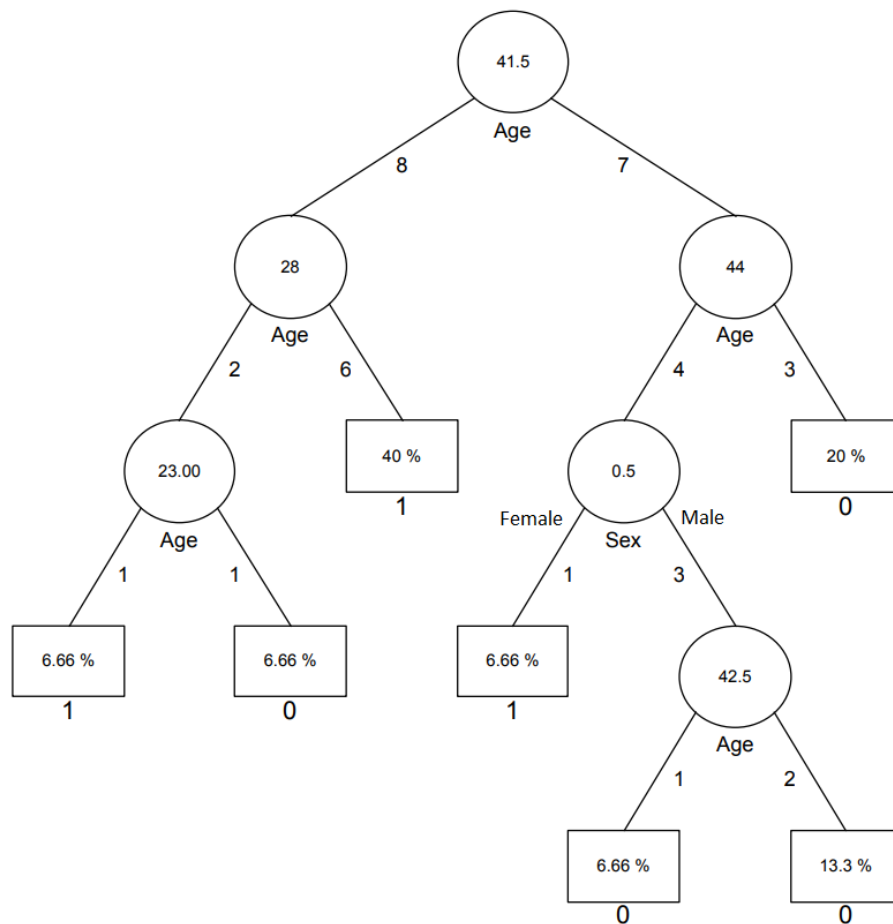 41.5
Age
8 7
28 44
Age Age
2 6 4 3
23.00 40 % 0.5 20 %
1 0
Female Male
Age Sex
1 1 1 3
6.66 % 6.66 % 6.66 % 42.5
1 0 1
Age
1 2
6.66 % 13.3 %
0 0